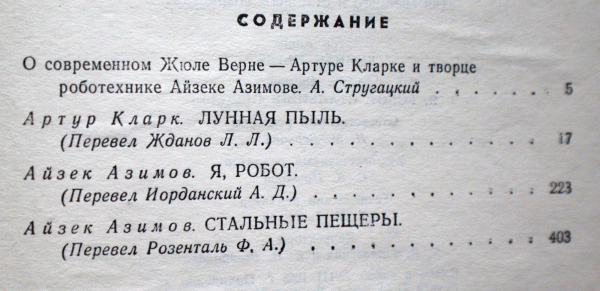 СОДЕРЖАНИЕ
О современном Жюле Верне — Артуре Кларке и творце
роботехнике Айзеке Азимове. А. Стругацкий . . . . . . . 5
Артур Кларк. ЛУННАЯ ПЫЛЬ.
(Перевел Жданов Л. Л.) . . . . . . . . . . . 17
Айзек Азимов. Я, РОБОТ.
(Перевел Иорданский А. Д.) . . . . . . . . . 223
Айзек Азимов. СТАЛЬНЫЕ ПЕЩЕРЫ.
(Перевел Розенталь Ф. А.) . . . . . . . . . . 403